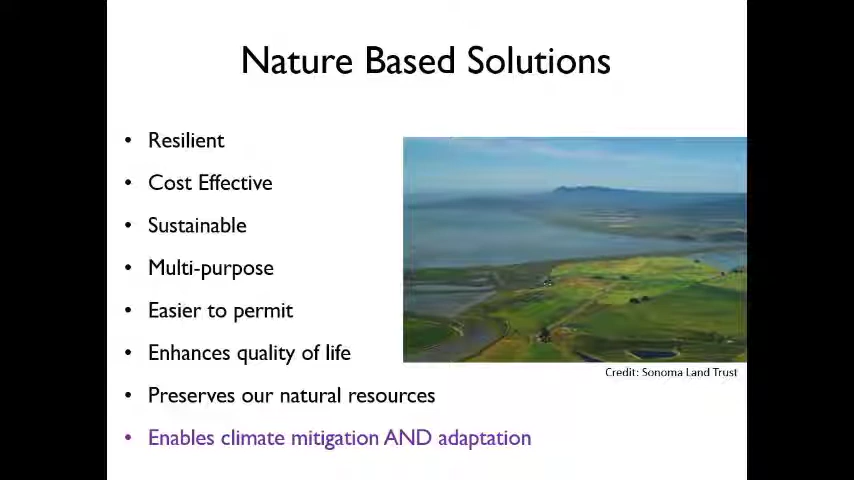 Nature Based Solutions
• Resilient
• Cost Effective
• Sustainable
• Multi-purpose
• Easier to permit
• Enhances quality of life
Credit: Sonoma Land Trust
• Preserves our natural resources
• Enables climate mitigation AND adaptation